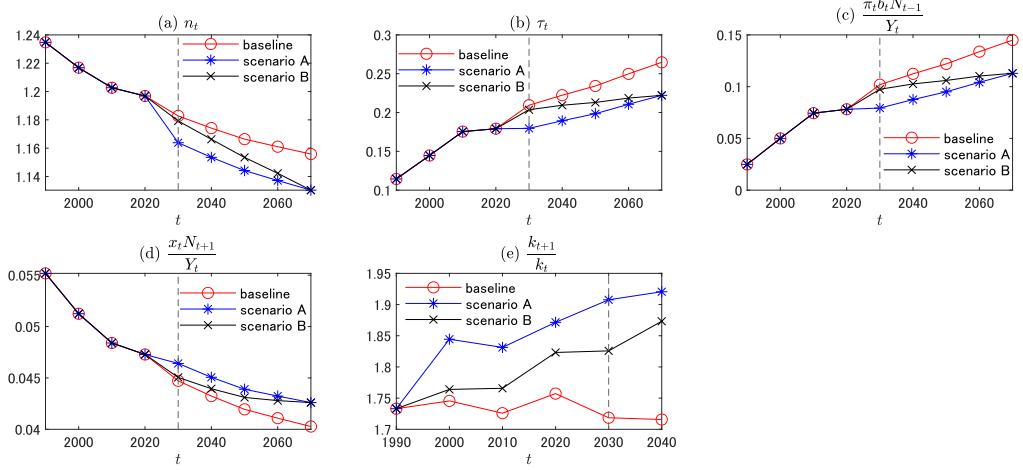 (a) n_t
1.24
1.22
1.2
1.18
1.16
1.14
2000 2020 2040 2060
t
baseline
scenario A
scenario B
(b) τ_t
0.3
0.25
0.2
0.15
0.1
2000 2020 2040 2060
t
baseline
scenario A
scenario B
(c) π_t b_t N_{t−1} / Y_t
0.15
0.1
0.05
0
2000 2020 2040 2060
t
baseline
scenario A
scenario B
(d) x_t N_{t+1} / Y_t
0.055
0.05
0.045
0.04
2000 2020 2040 2060
t
baseline
scenario A
scenario B
(e) k_{t+1} / k_t
1.95
1.9
1.85
1.8
1.75
1.7
1990 2000 2010 2020 2030 2040
t
baseline
scenario A
scenario B